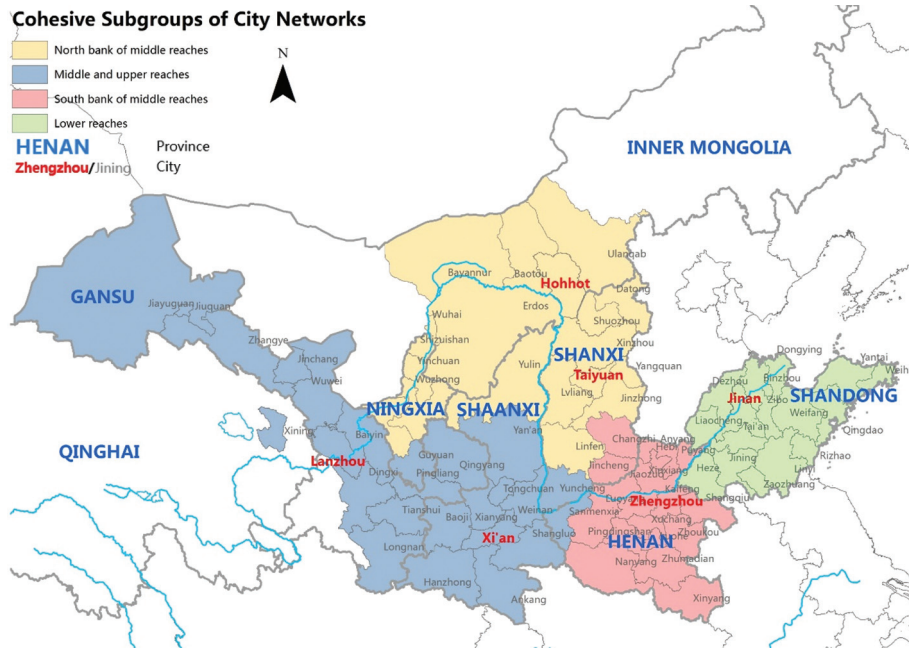 Cohesive Subgroups of City Networks
North bank of middle reaches
Middle and upper reaches
South bank of middle reaches
Lower reaches
HENAN Province
Zhengzhou/Jining City
N
INNER MONGOLIA
Ulanqab
Bayannur
Baotou
Hohhot
Datong
GANSU
Jiayuguan
Jiuquan
Erdos
Wuhai
Shuozhou
Zhangye
Shizuishan
Xinzhou
Dongying
Jinchang
Yinchuan
Yulin
SHANXI
Yantai
Wuwei
Wuzhong
Taiyuan
Yangquan
Dezhou
Binzhou
Weih
Lvliang
Jinzhong
Jinan
Zibo
SHANDONG
NINGXIA
SHAANXI
Liaocheng
Tai'an
Weifang
Xining
Baiyin
Yan'an
Linfen
Changzhi
Anyang
Qingdao
QINGHAI
Guyuan
Hebi
Puyang
Jining
Rizhao
Lanzhou
Dingxi
Pingliang
Qingyang
Jincheng
Jiaozuo
Xinxiang
Heze
Linyi
Tongchuan
Yuncheng
Kaifeng
Zaozhuang
Tianshui
Weinan
Sanmenxia
Zhengzhou
Shangqiu
Baoji
Xianyang
Shangluo
Xuchang
Xi'an
Pingdingshan
Zhoukou
Longnan
HENAN
Nanyang
Zhumadian
Hanzhong
Ankang
Xinyang